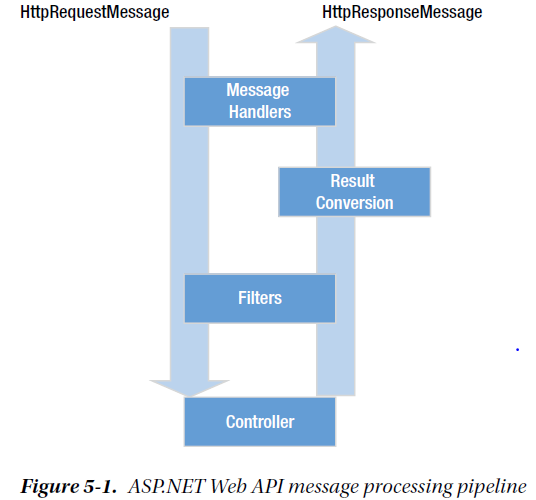 HttpRequestMessage
HttpResponseMessage
Message
Handlers
Result
Conversion
Filters
Controller
Figure 5-1. ASP.NET Web API message processing pipeline